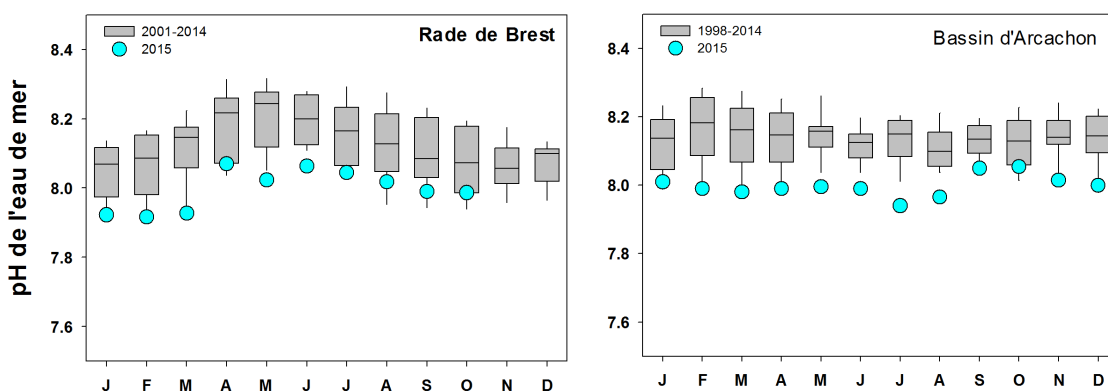 pH de l'eau de mer
2001-2014
2015
Rade de Brest
8.4
8.2
8.0
7.8
7.6
J F M A M J J A S O N D
1998-2014
2015
Bassin d'Arcachon
8.4
8.2
8.0
7.8
7.6
J F M A M J J A S O N D